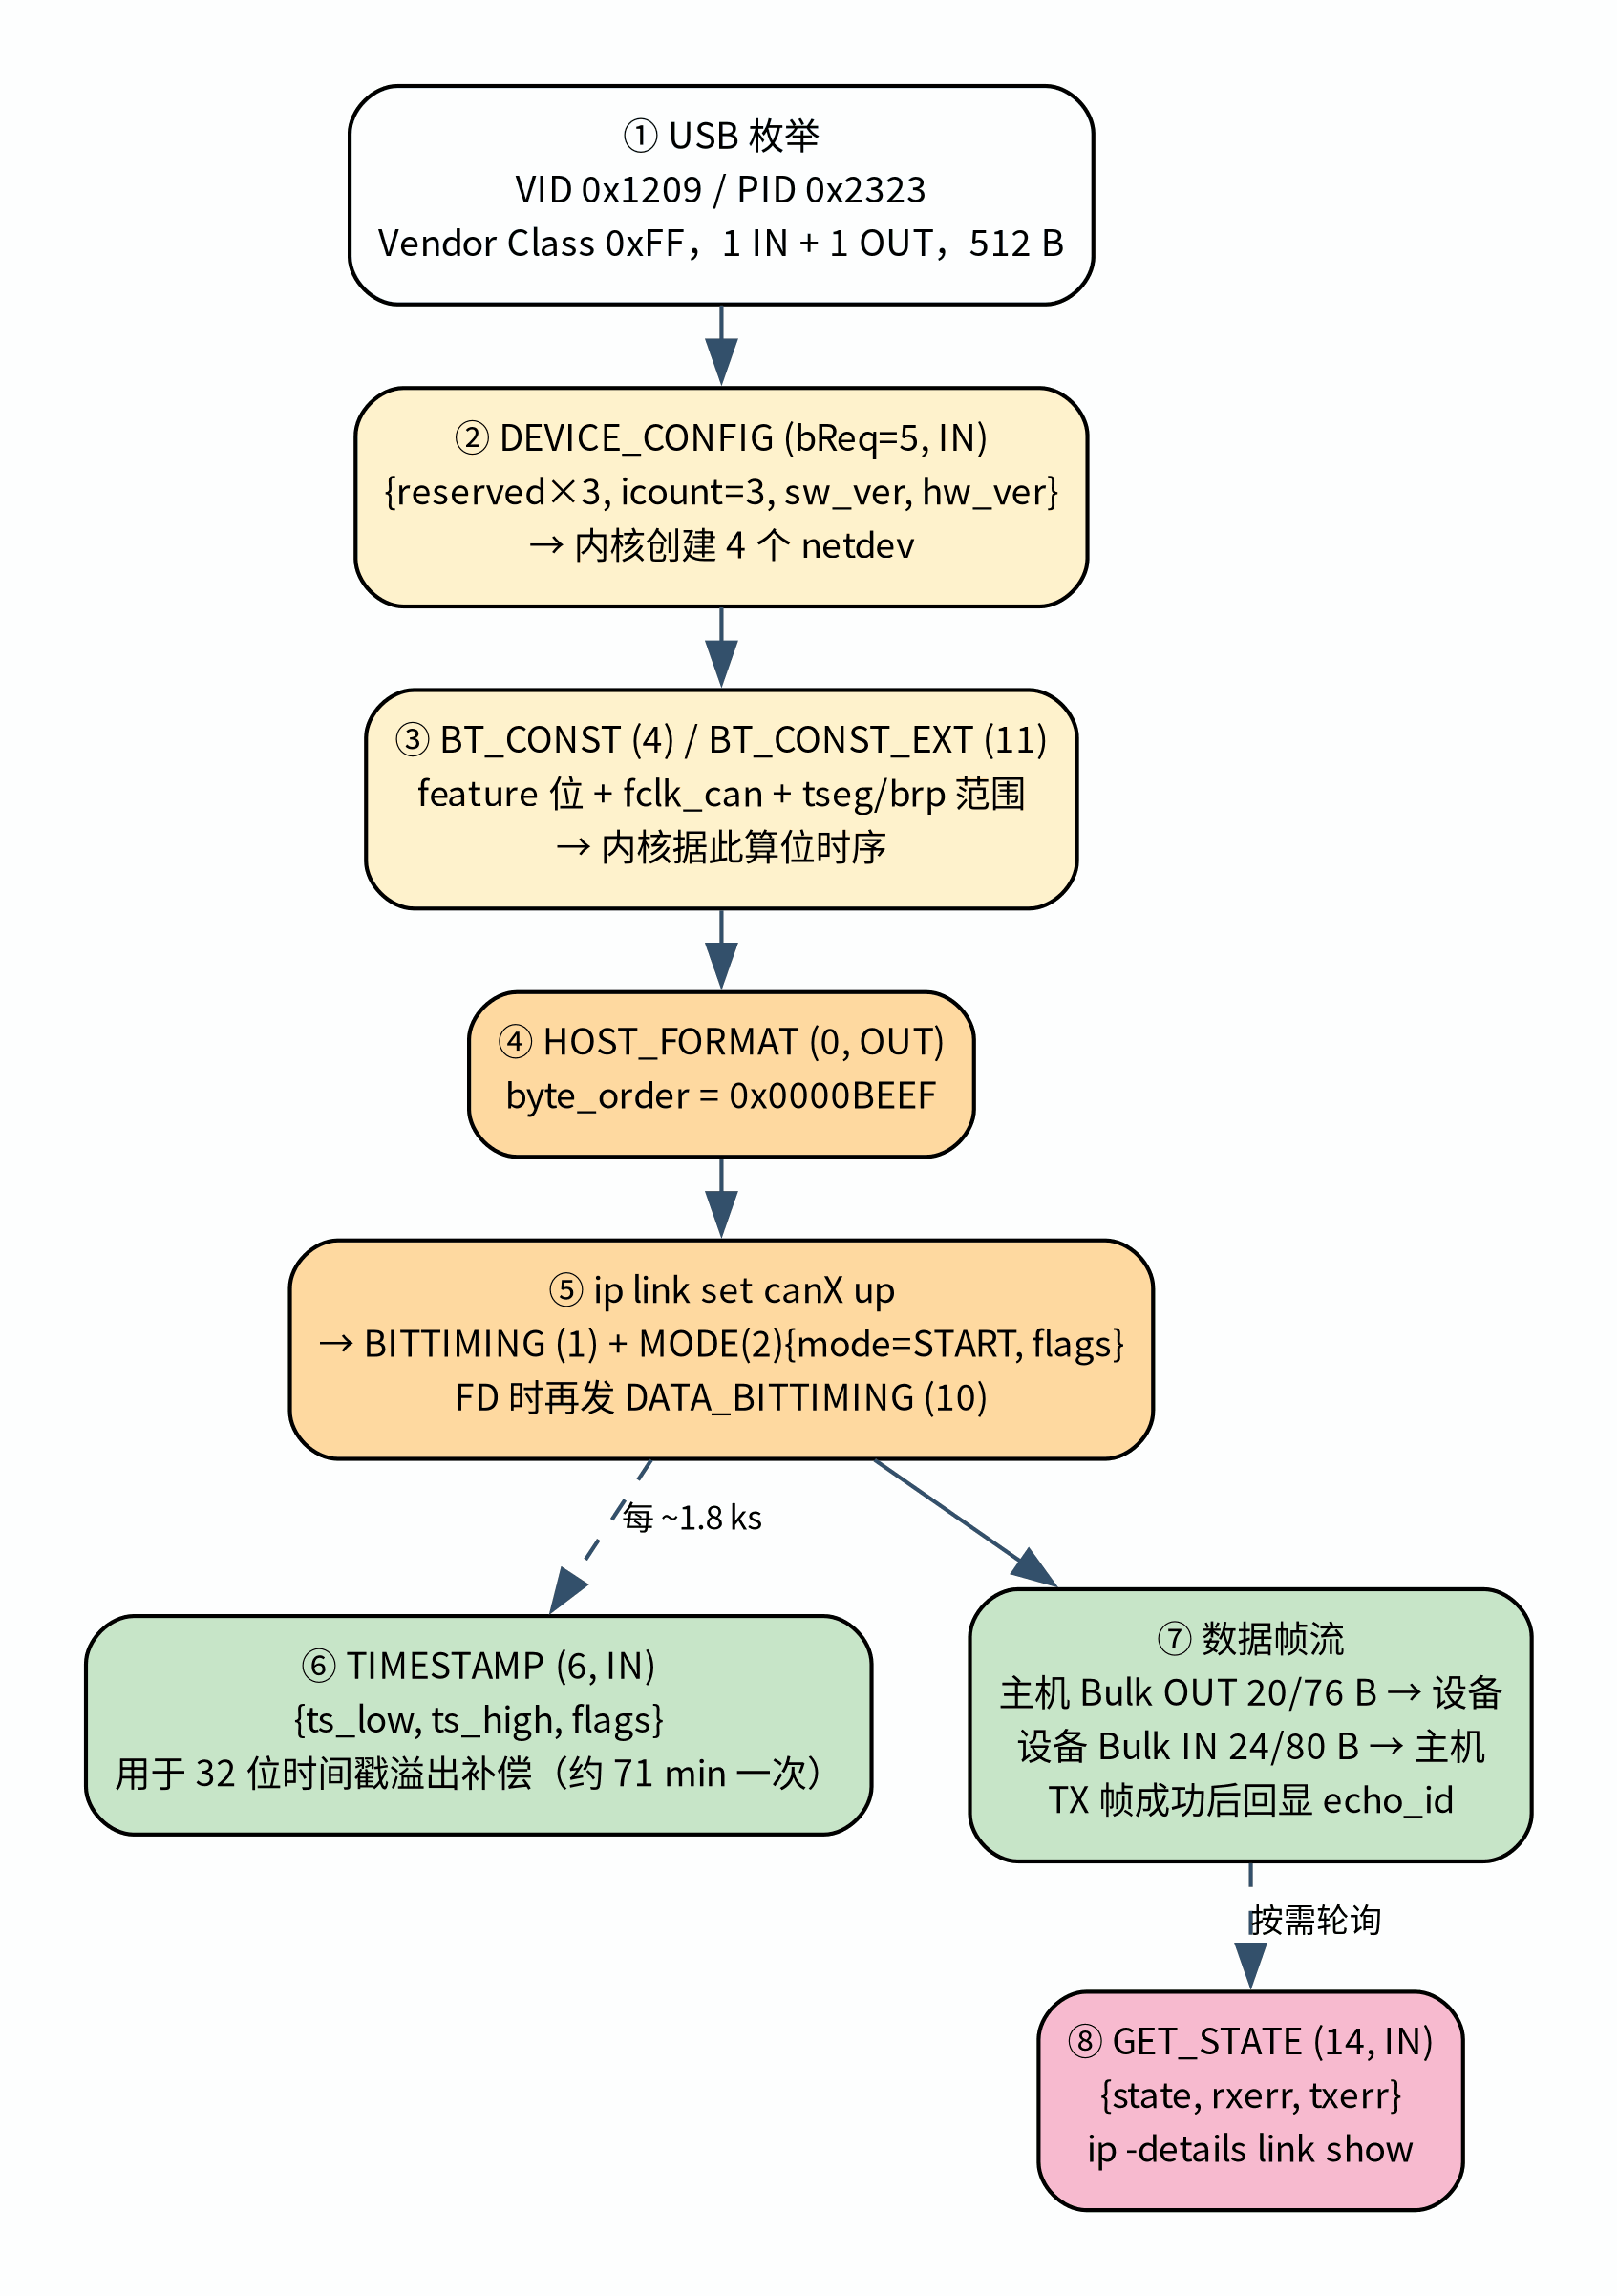 ① USB 枚举
VID 0x1209 / PID 0x2323
Vendor Class 0xFF，1 IN + 1 OUT，512 B
② DEVICE_CONFIG (bReq=5, IN)
{reserved×3, icount=3, sw_ver, hw_ver}
→ 内核创建 4 个 netdev
③ BT_CONST (4) / BT_CONST_EXT (11)
feature 位 + fclk_can + tseg/brp 范围
→ 内核据此算位时序
④ HOST_FORMAT (0, OUT)
byte_order = 0x0000BEEF
⑤ ip link set canX up
→ BITTIMING (1) + MODE(2){mode=START, flags}
FD 时再发 DATA_BITTIMING (10)
每 ~1.8 ks
⑥ TIMESTAMP (6, IN)
{ts_low, ts_high, flags}
用于 32 位时间戳溢出补偿（约 71 min 一次）
⑦ 数据帧流
主机 Bulk OUT 20/76 B → 设备
设备 Bulk IN 24/80 B → 主机
TX 帧成功后回显 echo_id
按需轮询
⑧ GET_STATE (14, IN)
{state, rxerr, txerr}
ip -details link show